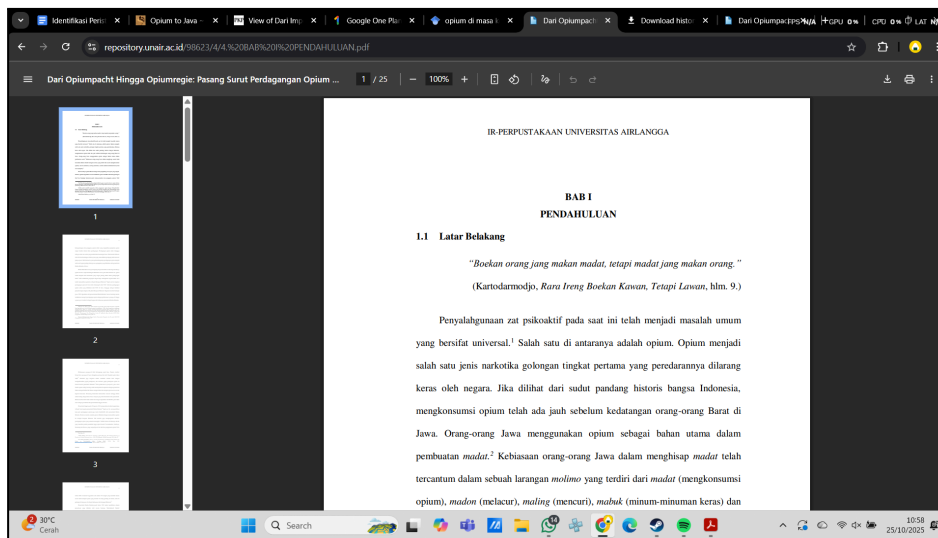 Identifikasi Perist
Opium to Java -
View of Dari Imp
Google One Plac
opium di masa k
Dari Opiumpach
Download histor
Dari Opiumpac
FPS N/A GPU 0% CPU 0% LAT N/
repository.unair.ac.id/98623/4/4.%20BAB%20I%20PENDAHULUAN.pdf
Dari Opiumpacht Hingga Opiumregie: Pasang Surut Perdagangan Opium ...
1 / 25
100%
1
2
3
IR-PERPUSTAKAAN UNIVERSITAS AIRLANGGA
BAB I
PENDAHULUAN
1.1 Latar Belakang
“Boekan orang jang makan madat, tetapi madat jang makan orang.”
(Kartodarmodjo, Rara Ireng Boekan Kawan, Tetapi Lawan, hlm. 9.)
Penyalahgunaan zat psikoaktif pada saat ini telah menjadi masalah umum
yang bersifat universal.1 Salah satu di antaranya adalah opium. Opium menjadi
salah satu jenis narkotika golongan tingkat pertama yang peredarannya dilarang
keras oleh negara. Jika dilihat dari sudut pandang historis bangsa Indonesia,
mengkonsumsi opium telah ada jauh sebelum kedatangan orang-orang Barat di
Jawa. Orang-orang Jawa menggunakan opium sebagai bahan utama dalam
pembuatan madat.2 Kebiasaan orang-orang Jawa dalam menghisap madat telah
tercantum dalam sebuah larangan molimo yang terdiri dari madat (mengkonsumsi
opium), madon (melacur), maling (mencuri), mabuk (minum-minuman keras) dan
2
30°C
Cerah
Search
14
10:58
25/10/2025